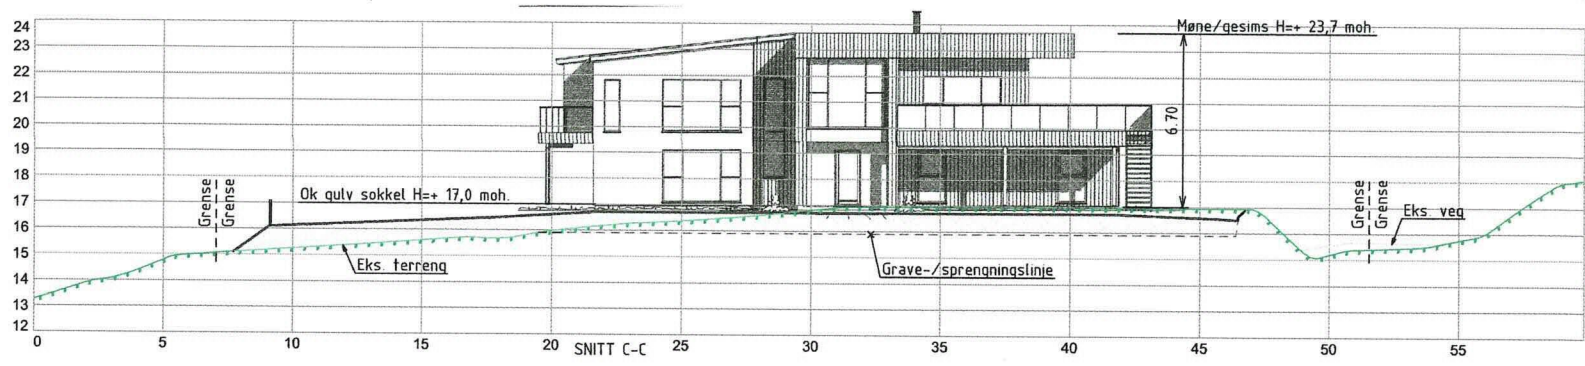 24
23
22
21
20
19
18
17
16
15
14
13
12
Møne/gesims H=+ 23,7 moh.
6.70
Grense
Grense
Ok gulv sokkel H=+ 17,0 moh.
Eks. terreng
Grave-/sprengningslinje
Grense
Grense
Eks. veg
0
5
10
15
20
SNITT C-C
25
30
35
40
45
50
55